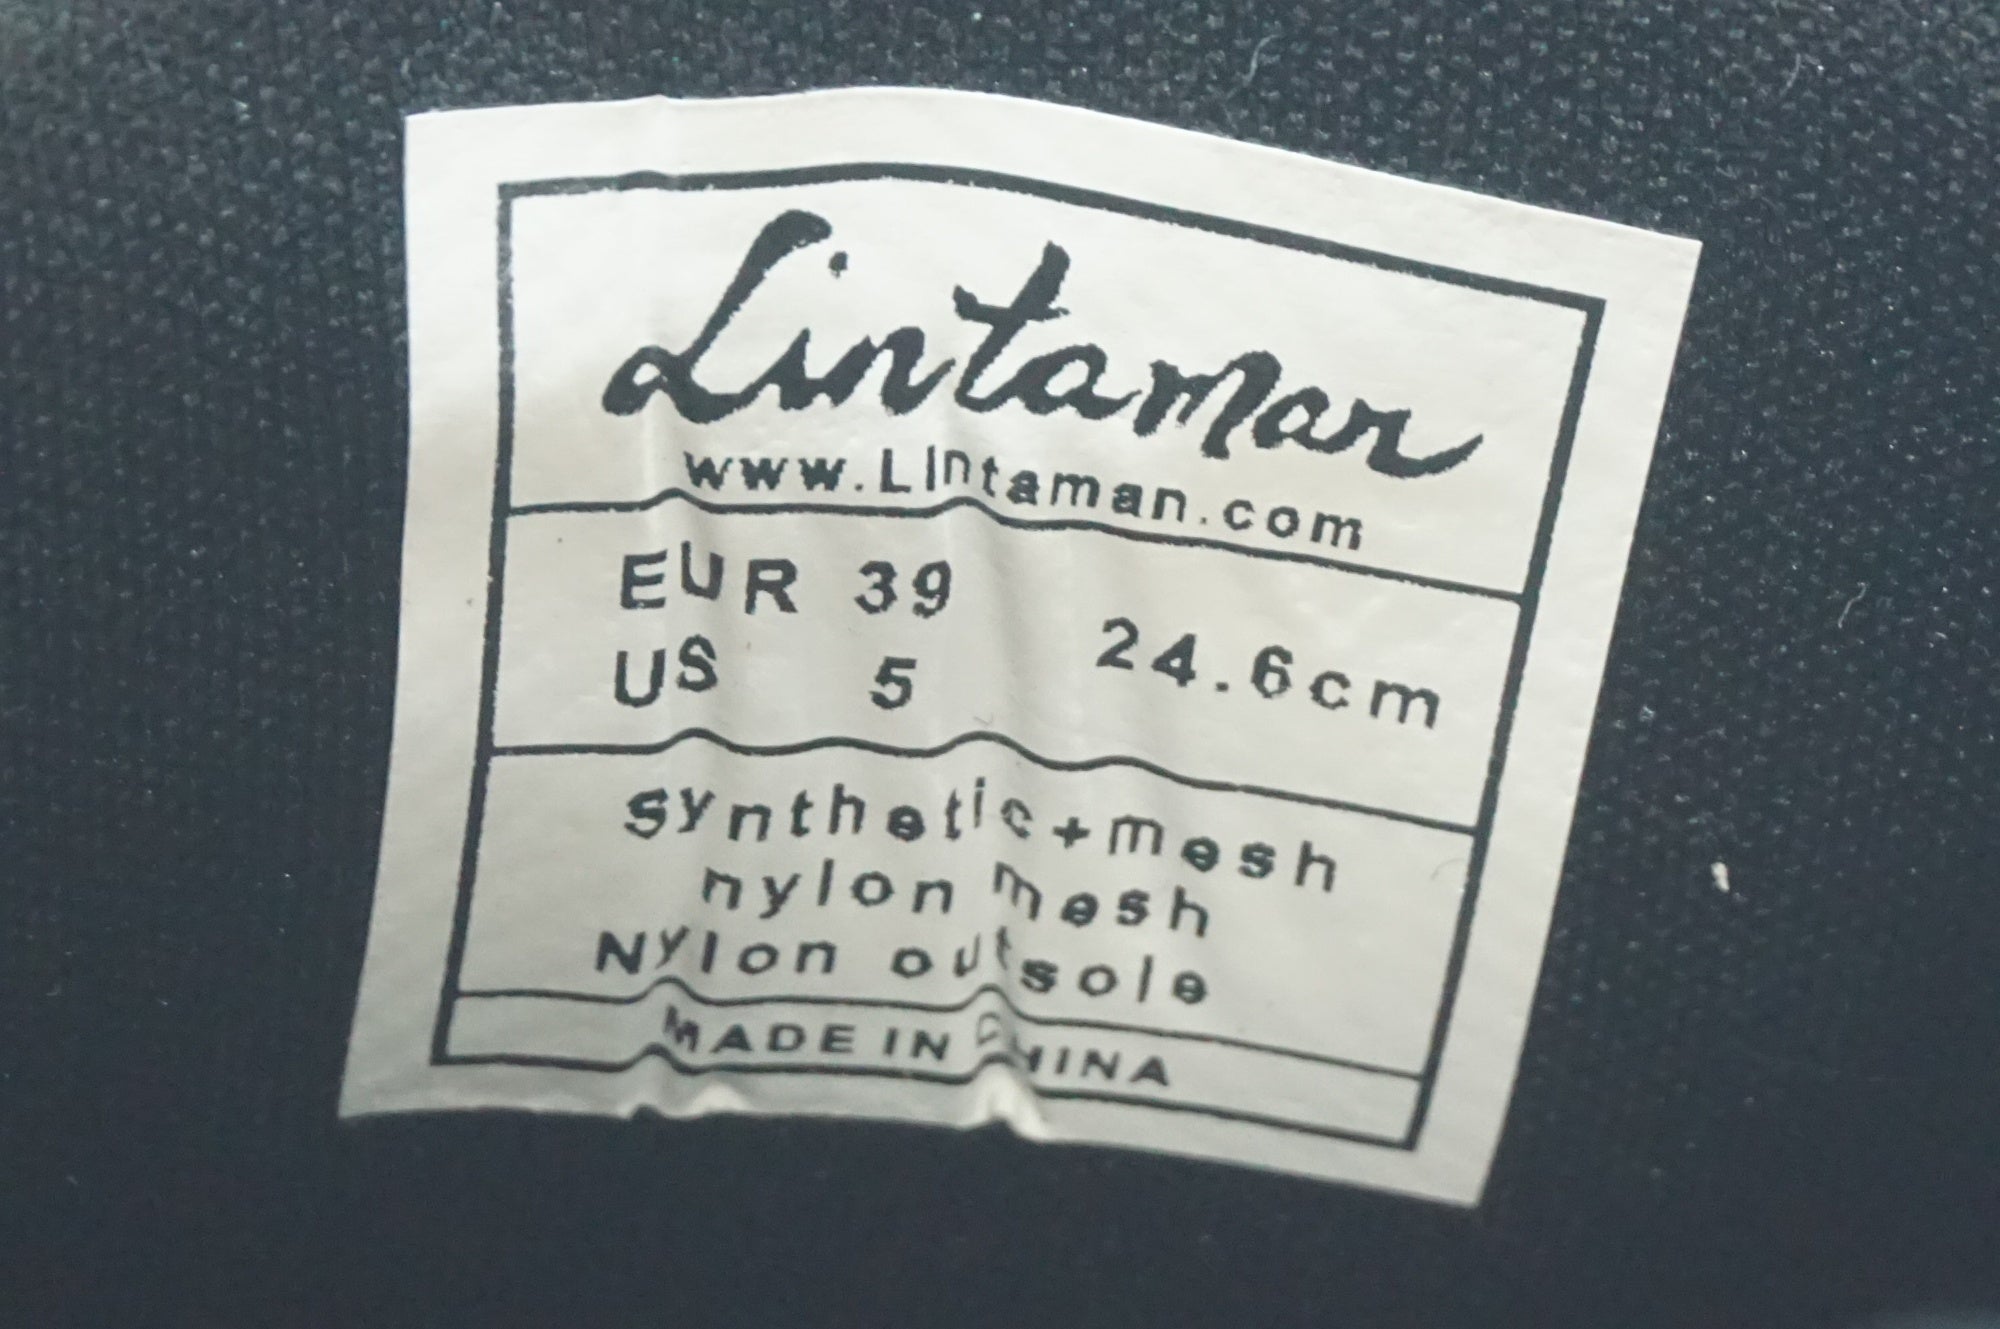 Lintaman
www.Lintaman.com
EUR 39
US 5
24.6cm
synthetic+mesh
nylon mesh
Nylon outsole
MADE IN CHINA